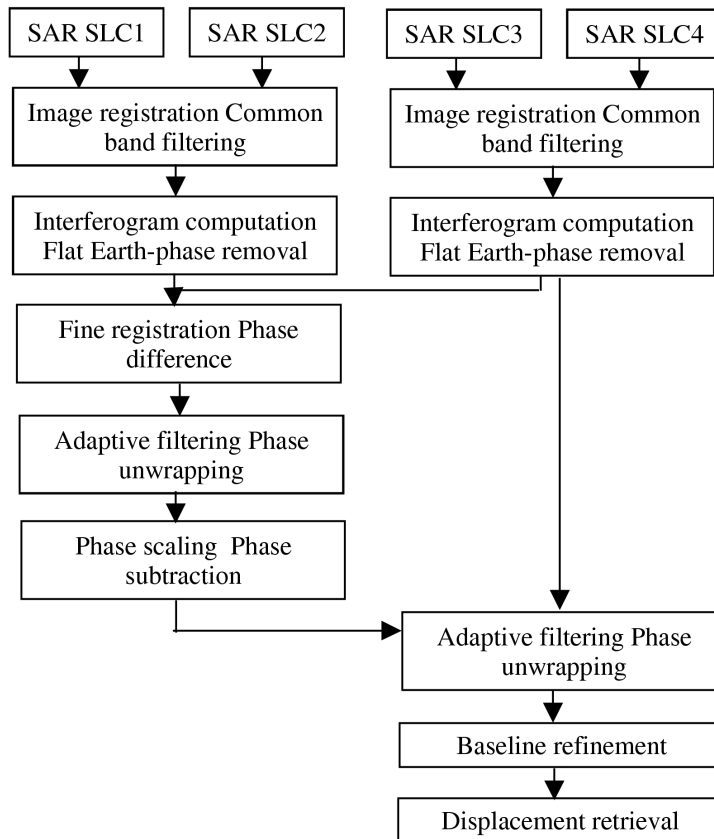 SAR SLC1
SAR SLC2
SAR SLC3
SAR SLC4
Image registration Common
band filtering
Image registration Common
band filtering
Interferogram computation
Flat Earth-phase removal
Interferogram computation
Flat Earth-phase removal
Fine registration Phase
difference
Adaptive filtering Phase
unwrapping
Phase scaling Phase
subtraction
Adaptive filtering Phase
unwrapping
Baseline refinement
Displacement retrieval